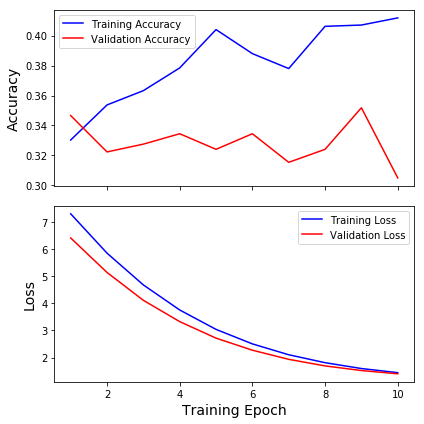 Training Accuracy
Validation Accuracy
0.40
0.38
0.36
0.34
0.32
0.30
Accuracy
Training Loss
Validation Loss
7
6
5
4
3
2
Loss
2 4 6 8 10
Training Epoch